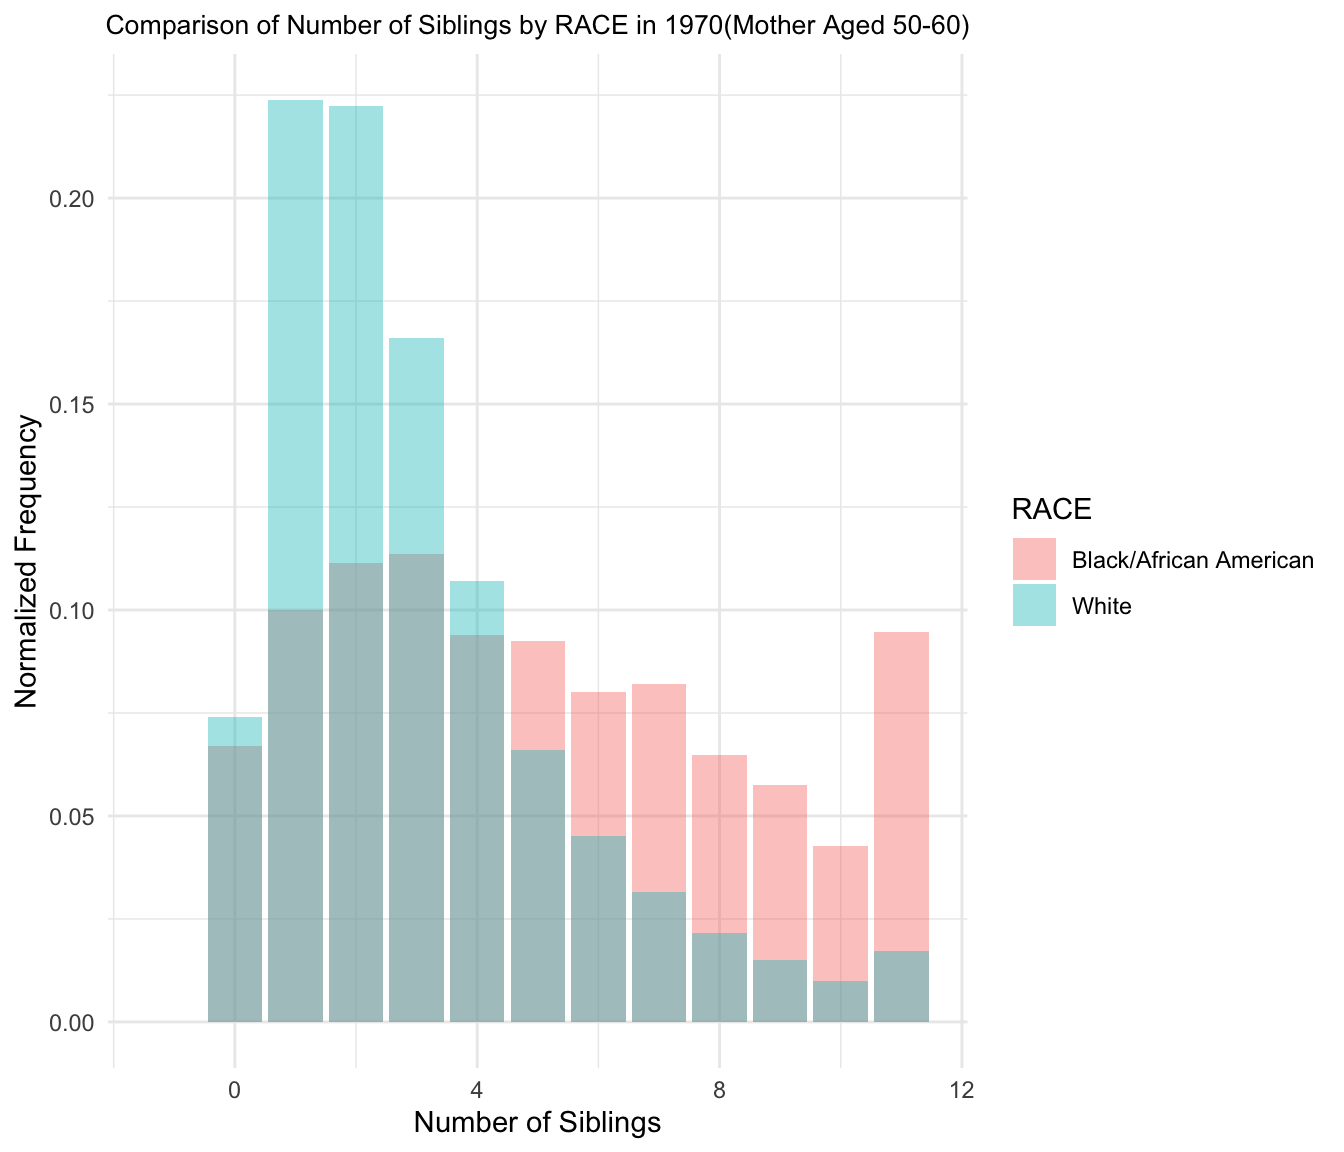 Comparison of Number of Siblings by RACE in 1970(Mother Aged 50-60)
Normalized Frequency
0.20
0.15
0.10
0.05
0.00
0 4 8 12
Number of Siblings
RACE
Black/African American
White